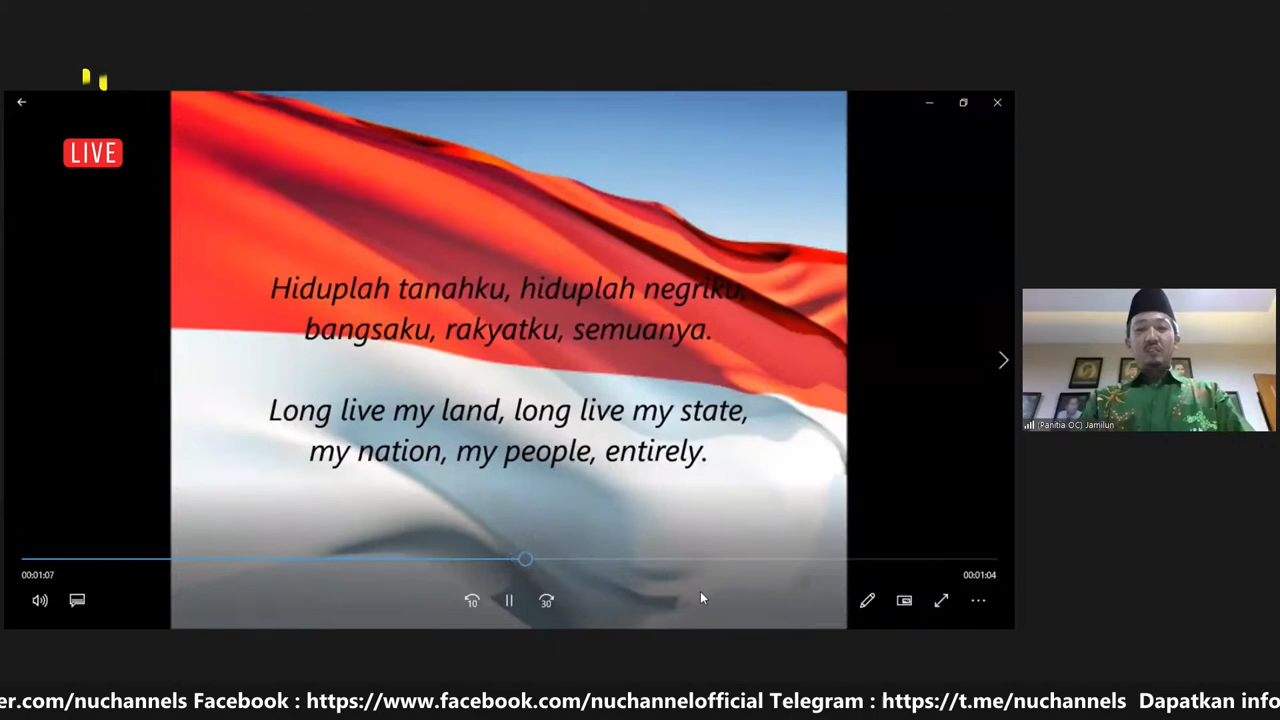 LIVE
Hiduplah tanahku, hiduplah negriku,
bangsaku, rakyatku, semuanya.
Long live my land, long live my state,
my nation, my people, entirely.
(Panitia OC) Jamilun
00:01:07
00:01:04
10
30
er.com/nuchannels Facebook : https://www.facebook.com/nuchannelofficial Telegram : https://t.me/nuchannels Dapatkan info